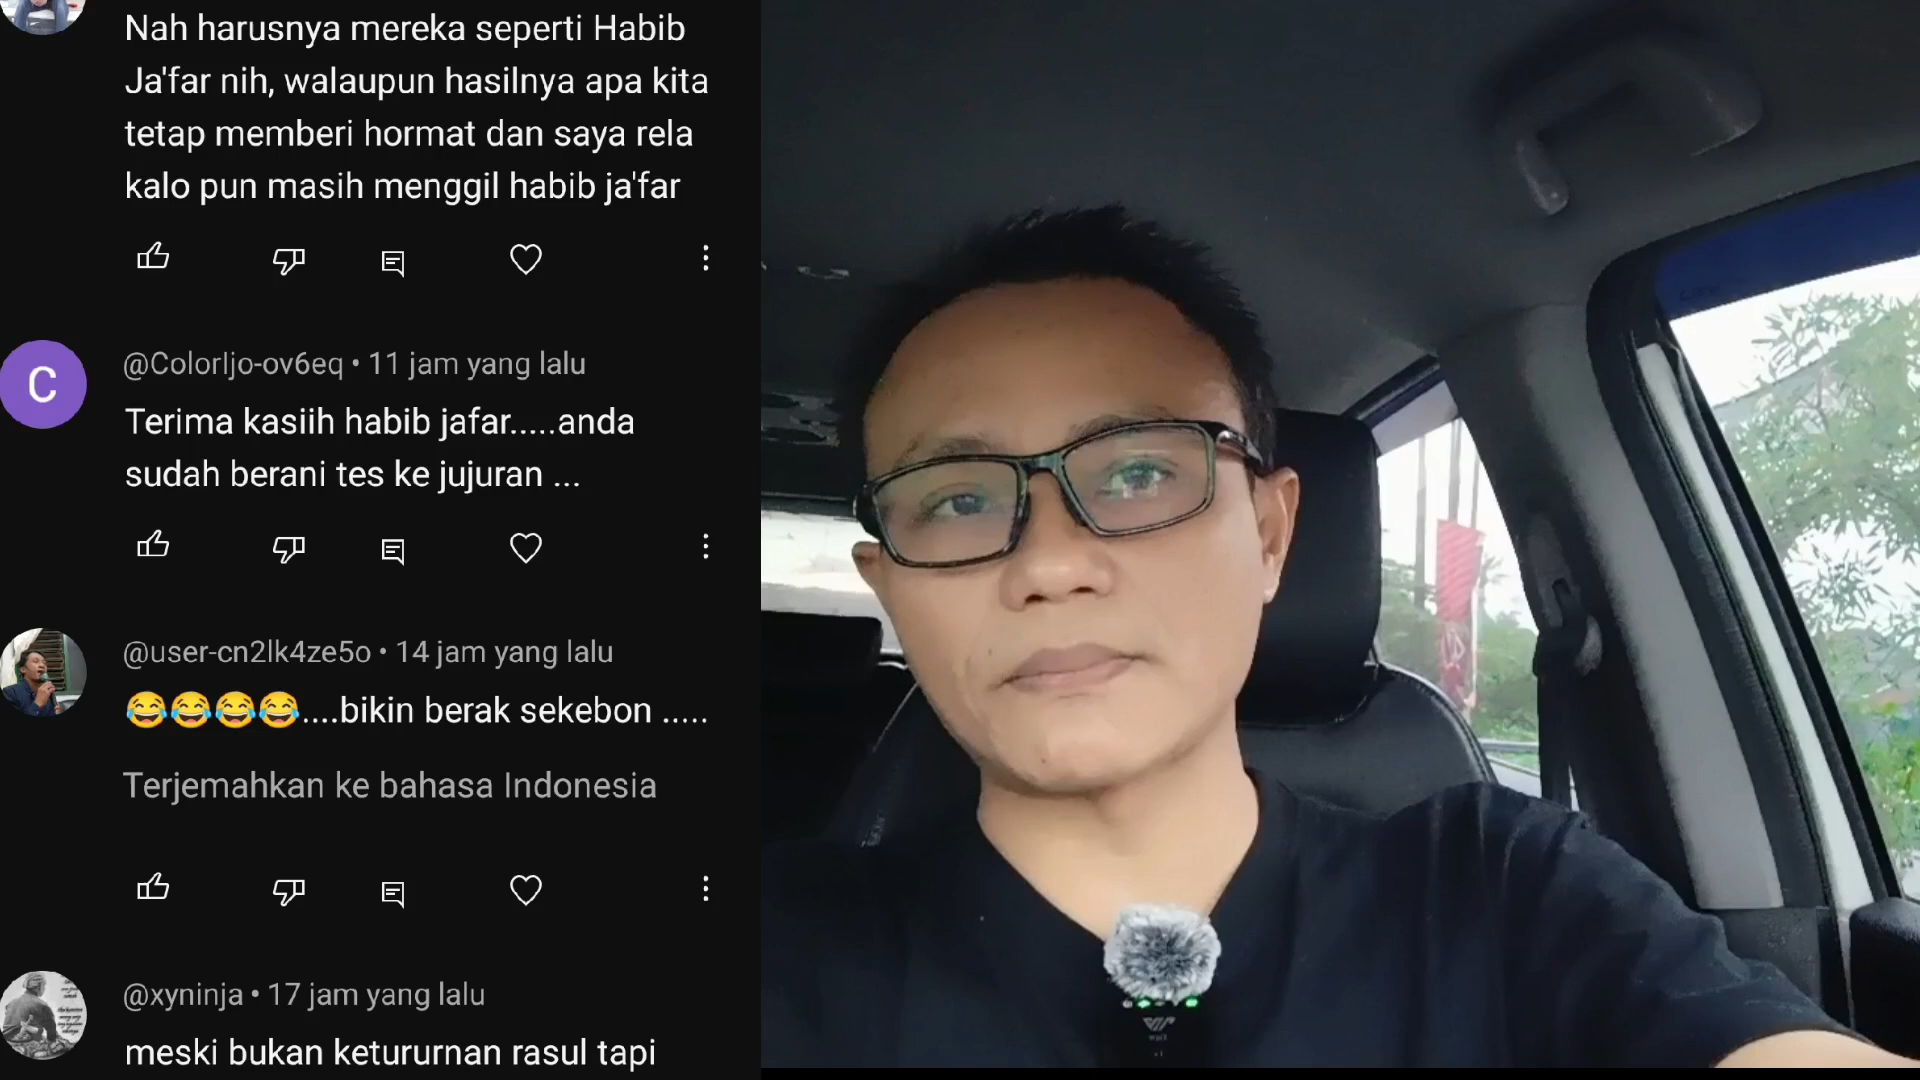 Nah harusnya mereka seperti Habib
Ja'far nih, walaupun hasilnya apa kita
tetap memberi hormat dan saya rela
kalo pun masih menggil habib ja'far
C
@ColorIjo-ov6eq • 11 jam yang lalu
Terima kasiih habib jafar.....anda
sudah berani tes ke jujuran ...
@user-cn2lk4ze5o • 14 jam yang lalu
😂😂😂😂....bikin berak sekebon .....
Terjemahkan ke bahasa Indonesia
@xyninja • 17 jam yang lalu
meski bukan ketururnan rasul tapi